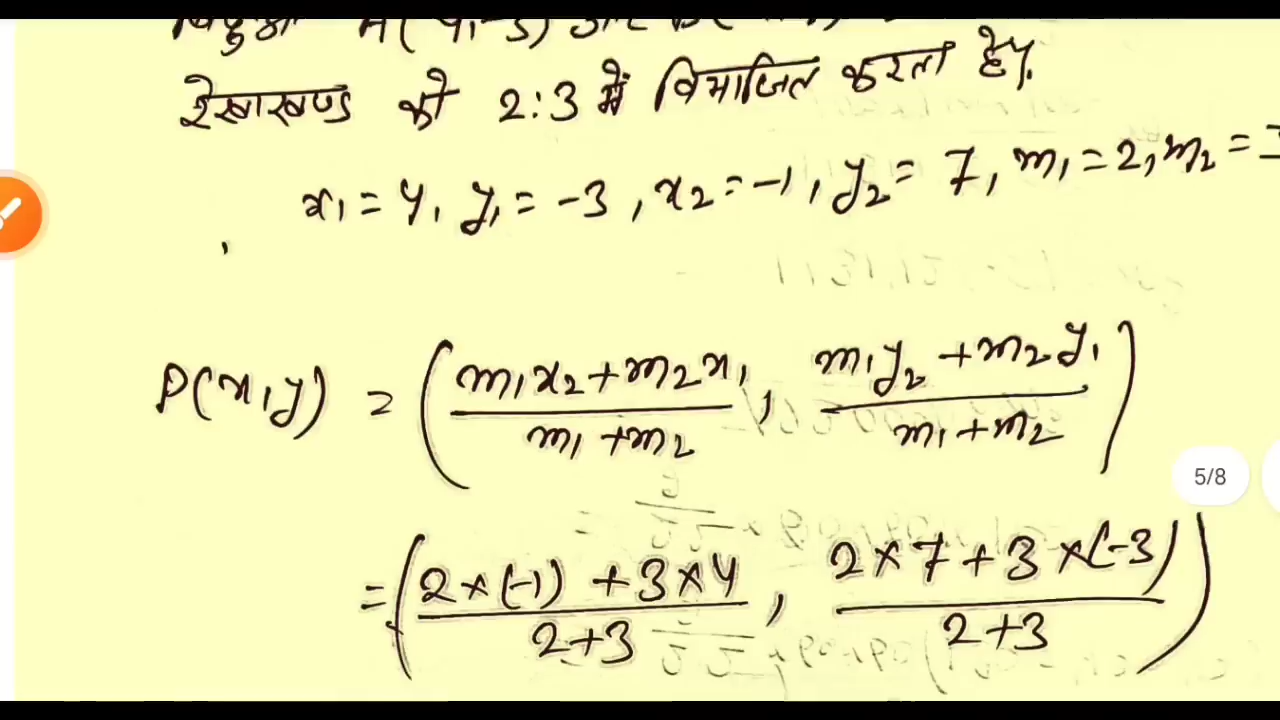 रेखाखण्ड को 2:3 में विभाजित करता है।
x₁ = 4, y₁ = -3, x₂ = -1, y₂ = 7, m₁ = 2, m₂ = 3
P(x,y) = (m₁x₂+m₂x₁/m₁+m₂, m₁y₂+m₂y₁/m₁+m₂)
5/8
=(2×(-1)+3×4/2+3, 2×7+3×(-3)/2+3)